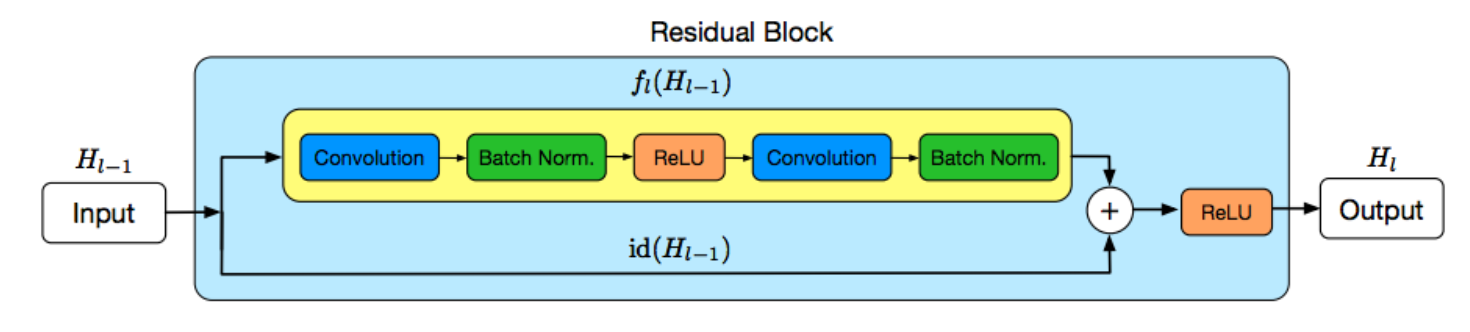 Residual Block
f_l(H_{l-1})
Convolution
Batch Norm.
ReLU
Convolution
Batch Norm.
H_{l-1}
Input
+
ReLU
H_l
Output
id(H_{l-1})